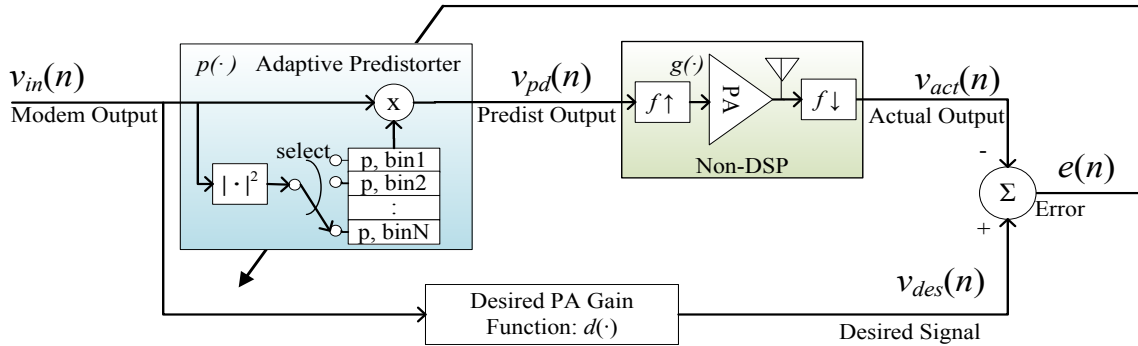 p(·) Adaptive Predistorter
v_in(n)
Modem Output
x
select
|·|²
p, bin1
p, bin2
:
p, binN
v_pd(n)
Predist Output
g(·)
f↑
PA
f↓
Non-DSP
v_act(n)
Actual Output
-
Σ
+
e(n)
Error
Desired PA Gain
Function: d(·)
v_des(n)
Desired Signal